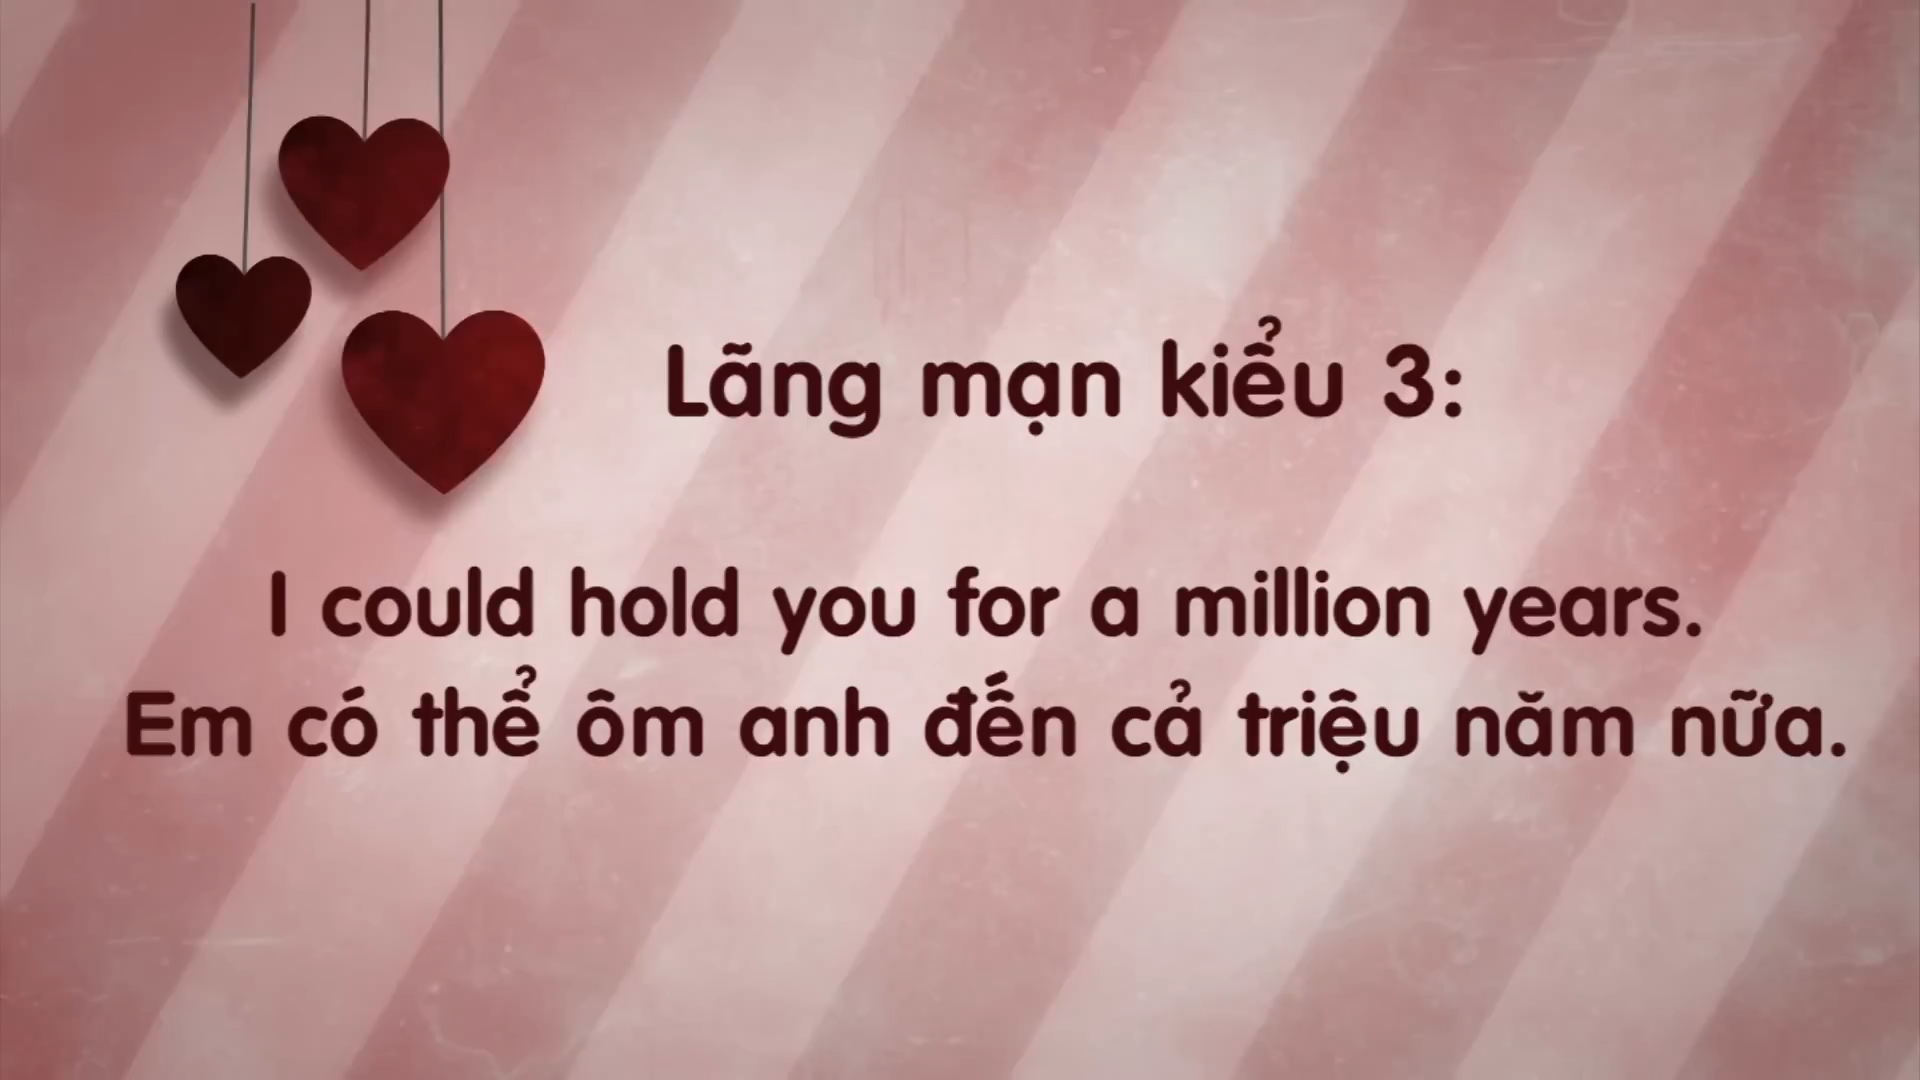 Lãng mạn kiểu 3:
I could hold you for a million years.
Em có thể ôm anh đến cả triệu năm nữa.